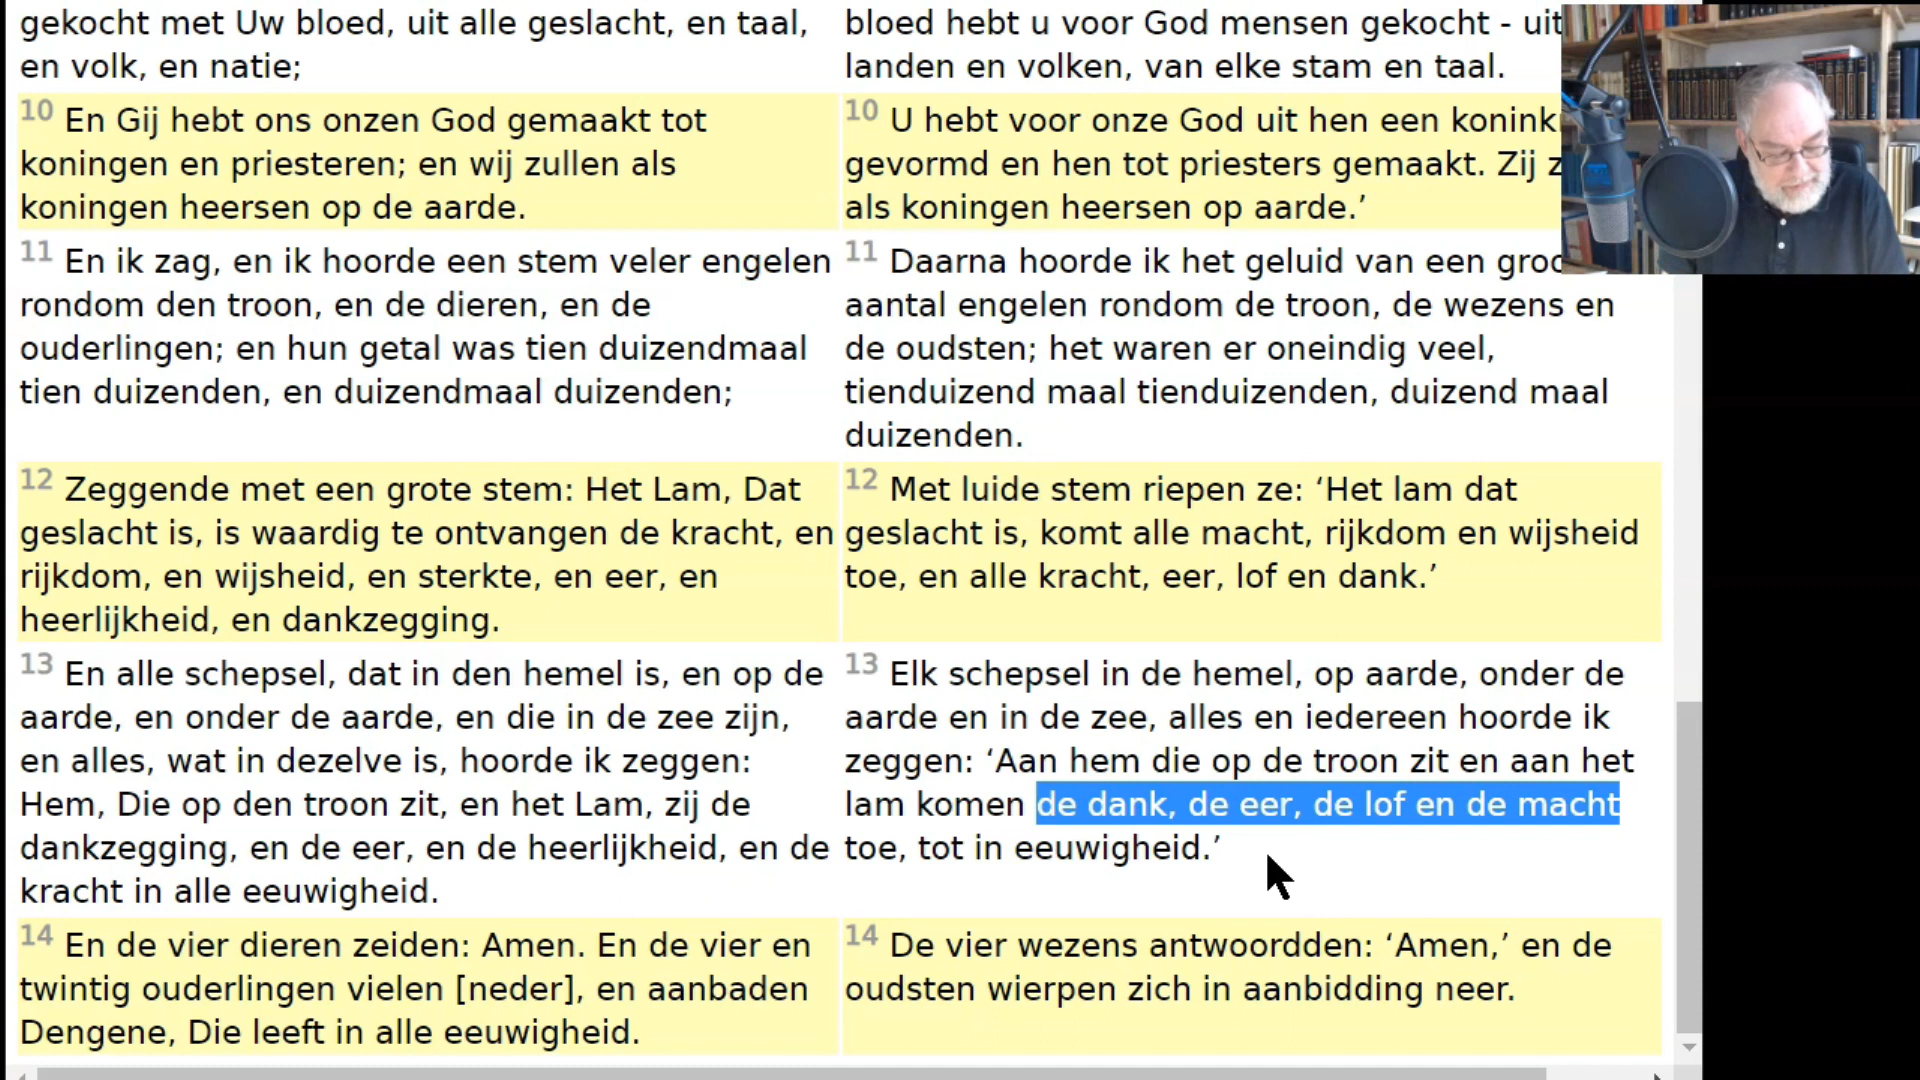 gekocht met Uw bloed, uit alle geslacht, en taal,
en volk, en natie;
10 En Gij hebt ons onzen God gemaakt tot
koningen en priesteren; en wij zullen als
koningen heersen op de aarde.
11 En ik zag, en ik hoorde een stem veler engelen
rondom den troon, en de dieren, en de
ouderlingen; en hun getal was tien duizendmaal
tien duizenden, en duizendmaal duizenden;
12 Zeggende met een grote stem: Het Lam, Dat
geslacht is, is waardig te ontvangen de kracht, en
rijkdom, en wijsheid, en sterkte, en eer, en
heerlijkheid, en dankzegging.
13 En alle schepsel, dat in den hemel is, en op de
aarde, en onder de aarde, en die in de zee zijn,
en alles, wat in dezelve is, hoorde ik zeggen:
Hem, Die op den troon zit, en het Lam, zij de
dankzegging, en de eer, en de heerlijkheid, en de
kracht in alle eeuwigheid.
14 En de vier dieren zeiden: Amen. En de vier en
twintig ouderlingen vielen [neder], en aanbaden
Dengene, Die leeft in alle eeuwigheid.
bloed hebt u voor God mensen gekocht - uit
landen en volken, van elke stam en taal.
10 U hebt voor onze God uit hen een
gevormd en hen tot priesters gemaakt. Zij
als koningen heersen op aarde.’
11 Daarna hoorde ik het geluid van een
aantal engelen rondom de troon, de wezens en
de oudsten; het waren er oneindig veel,
tienduizend maal tienduizenden, duizend maal
duizenden.
12 Met luide stem riepen ze: ‘Het lam dat
geslacht is, komt alle macht, rijkdom en wijsheid
toe, en alle kracht, eer, lof en dank.’
13 Elk schepsel in de hemel, op aarde, onder de
aarde en in de zee, alles en iedereen hoorde ik
zeggen: ‘Aan hem die op de troon zit en aan het
lam komen de dank, de eer, de lof en de macht
toe, tot in eeuwigheid.’
14 De vier wezens antwoordden: ‘Amen,’ en de
oudsten wierpen zich in aanbidding neer.